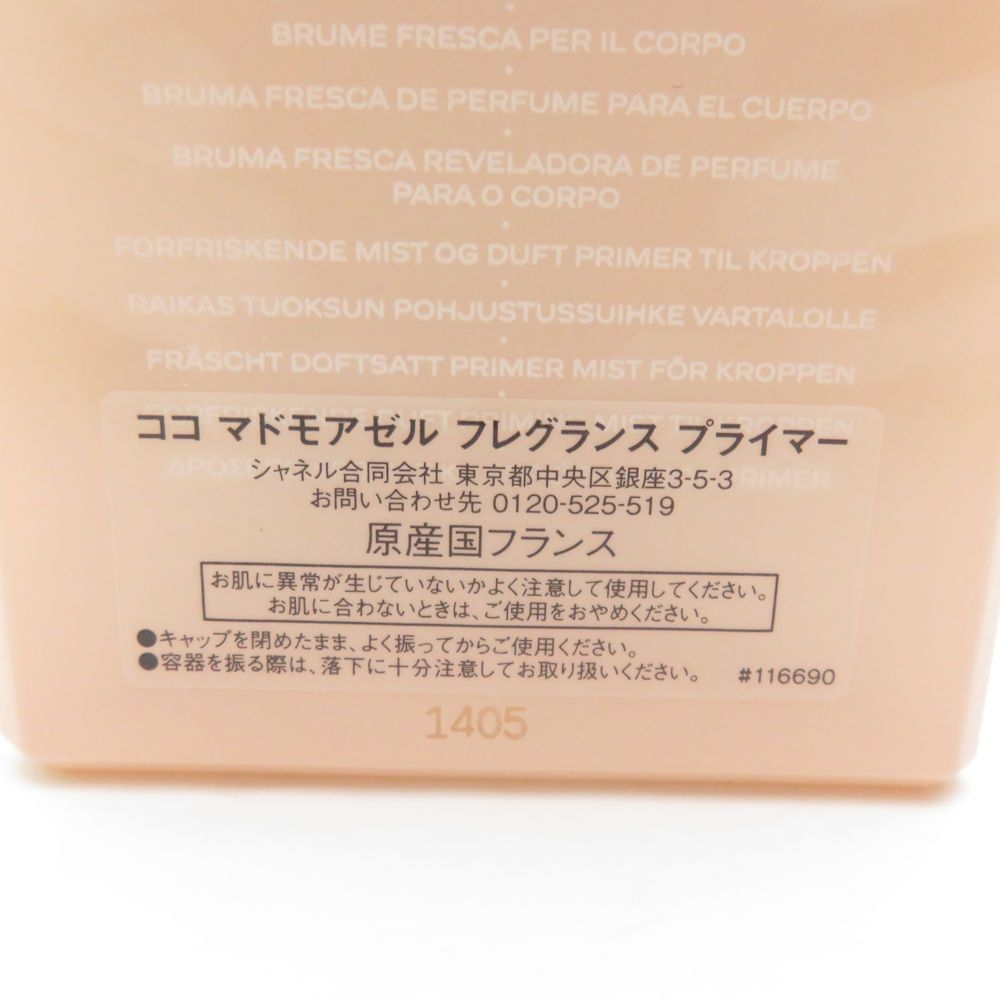 BRUME FRESCA PER IL CORPO
BRUMA FRESCA DE PERFUME PARA EL CUERPO
BRUMA FRESCA REVELADORA DE PERFUME
PARA O CORPO
FORFRISKENDE MIST OG DUFT PRIMER TIL KROPPEN
RAIKAS TUOKSUN POHJUSTUSSUIHKE VARTALOLLE
FRÄSCHT DOFTSATT PRIMER MIST FÖR KROPPEN
ココ マドモアゼル フレグランス プライマー
シャネル合同会社 東京都中央区銀座3-5-3
お問い合わせ先 0120-525-519
原産国フランス
お肌に異常が生じていないかよく注意して使用してください。
お肌に合わないときは、ご使用をおやめください。
●キャップを閉めたまま、よく振ってからご使用ください。
●容器を振る際は、落下に十分注意してお取り扱いください。 #116690
1405